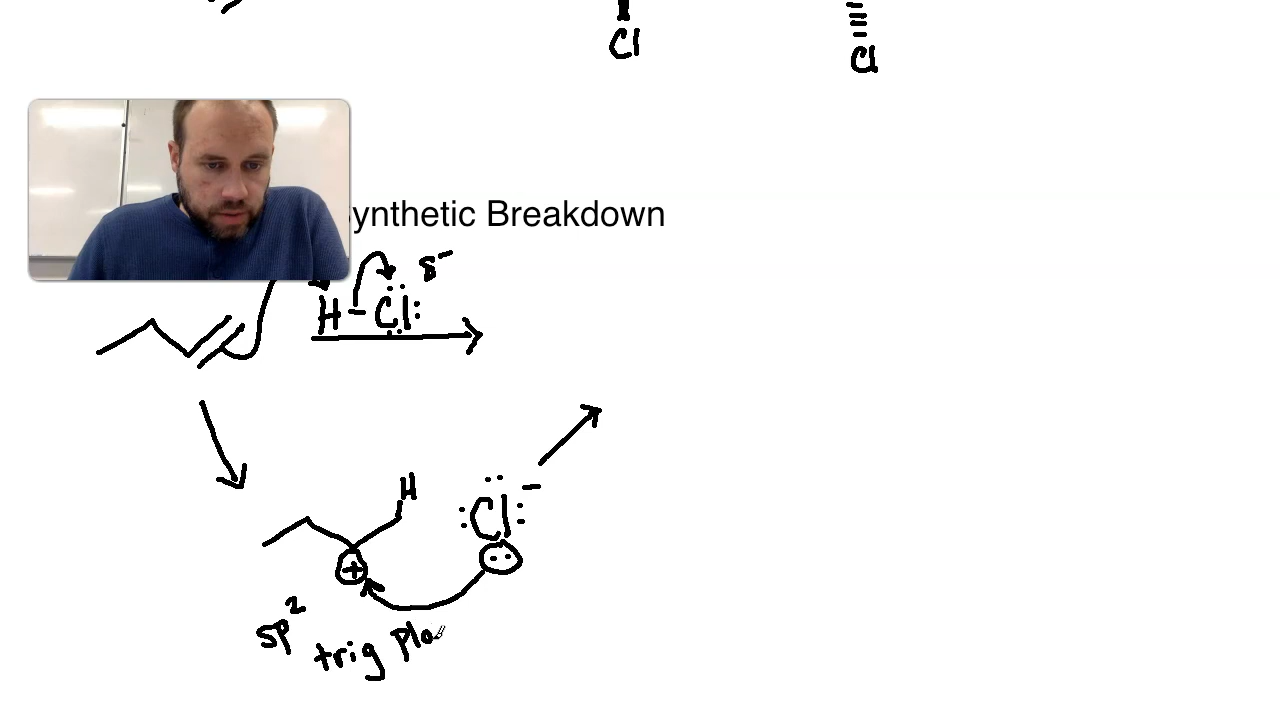 Cl
Cl
ynthetic Breakdown
δ-
H-Cl
H
Cl-
+
sp2
trig pla